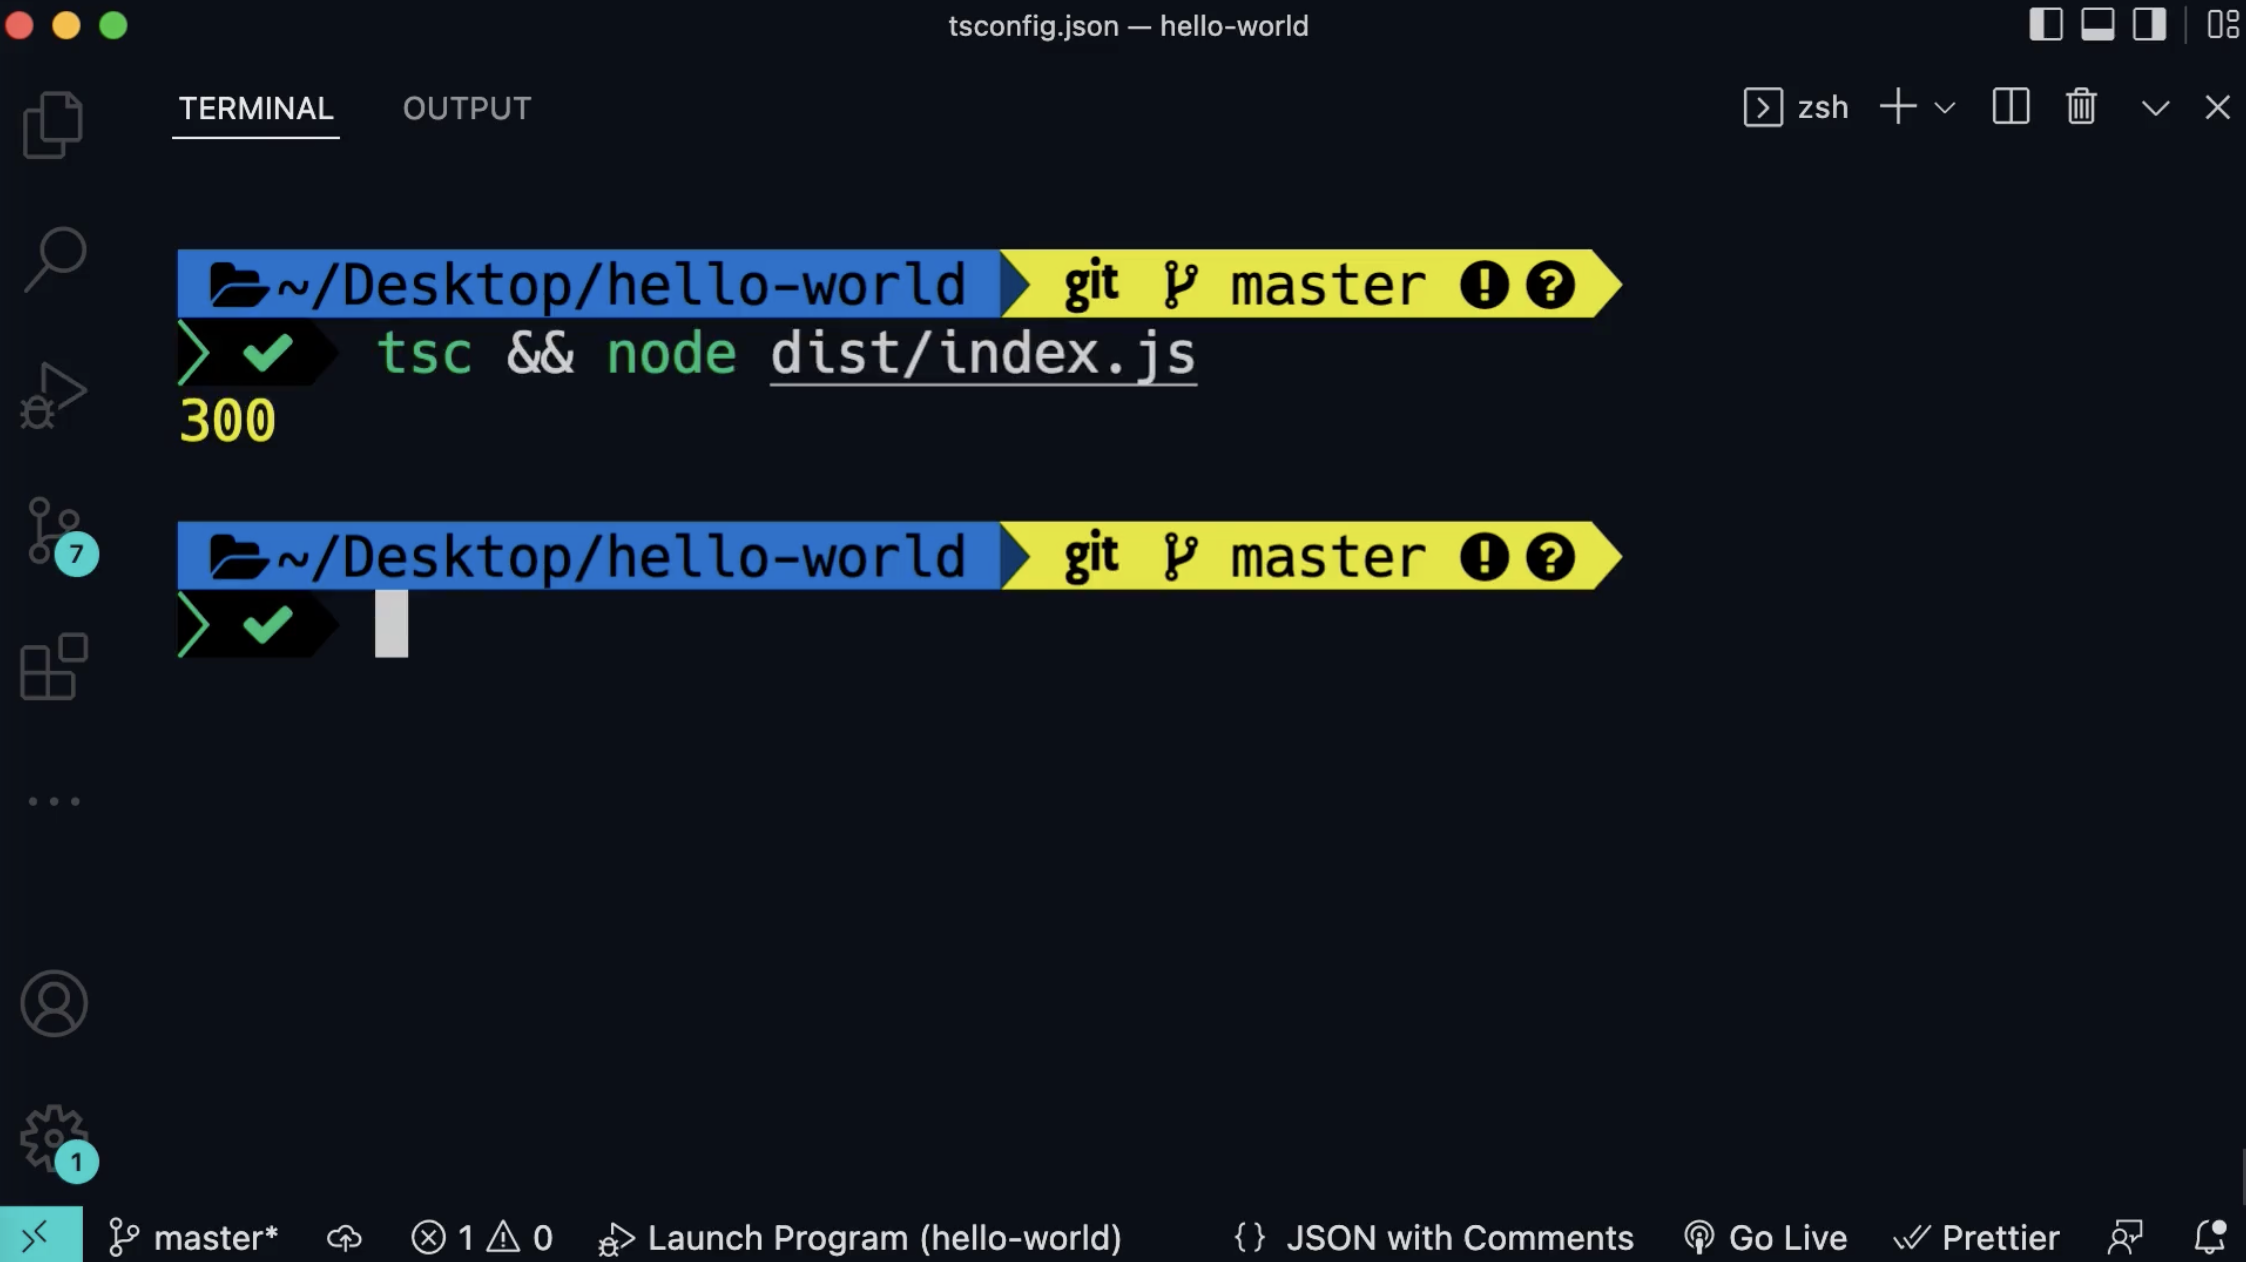 tsconfig.json — hello-world
TERMINAL OUTPUT zsh
~/Desktop/hello-world git master
tsc && node dist/index.js
300
~/Desktop/hello-world git master
7
1
master* 1 0 Launch Program (hello-world) {} JSON with Comments Go Live Prettier